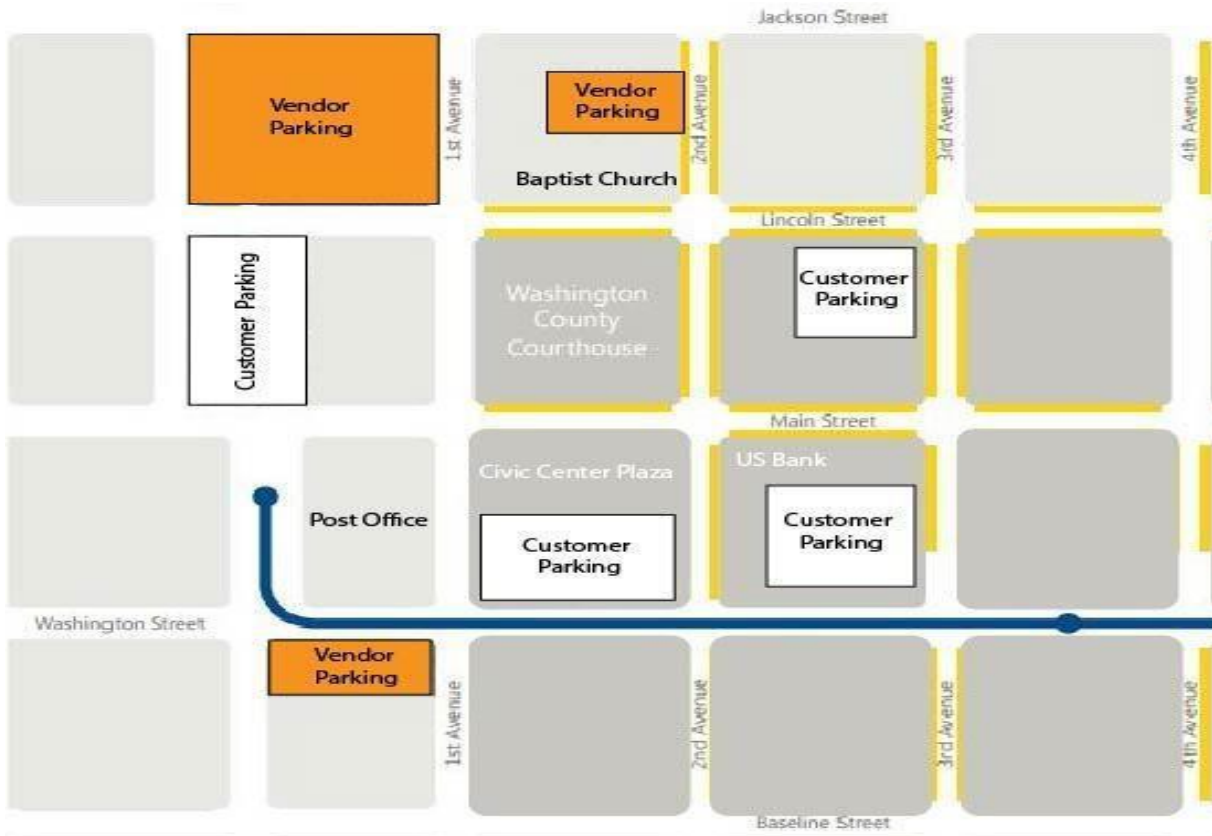 Jackson Street
Vendor
Parking
1st Avenue
Vendor
Parking
2nd Avenue
3rd Avenue
4th Avenue
Baptist Church
Lincoln Street
Customer Parking
Washington
County
Courthouse
Customer
Parking
Main Street
Civic Center Plaza
US Bank
Post Office
Customer
Parking
Customer
Parking
Washington Street
Vendor
Parking
1st Avenue
2nd Avenue
3rd Avenue
4th Avenue
Baseline Street